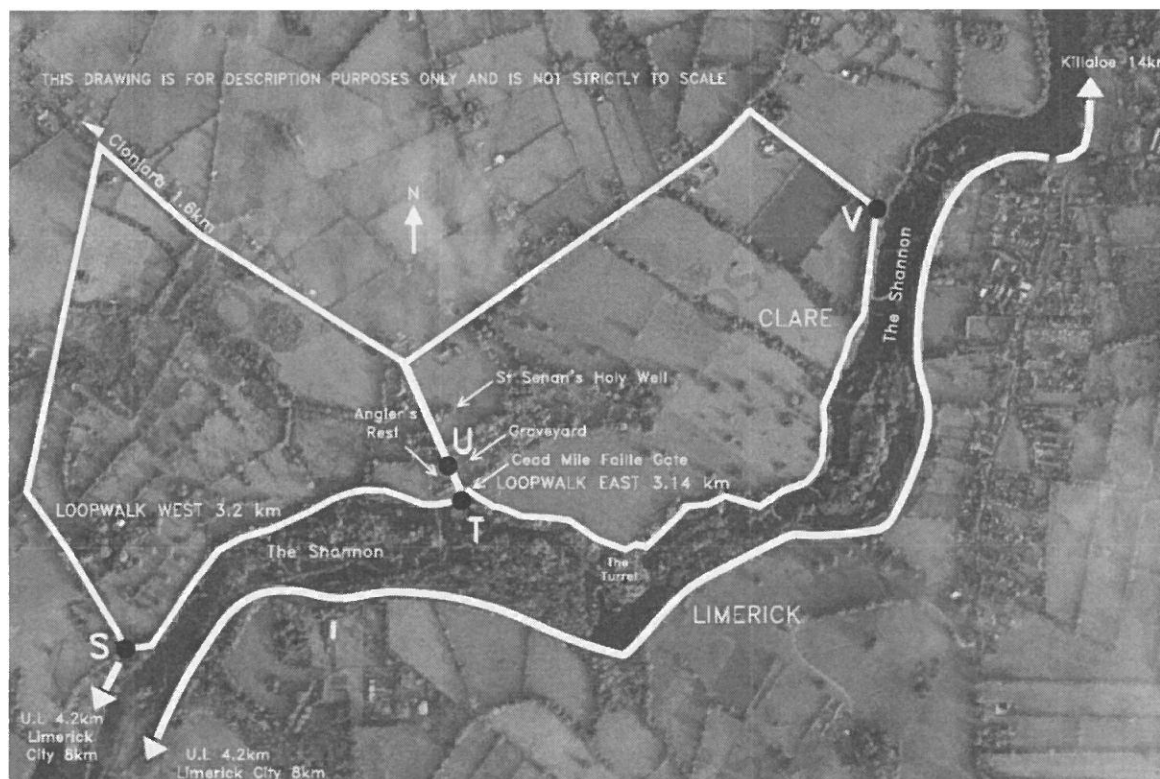 THIS DRAWING IS FOR DESCRIPTION PURPOSES ONLY AND IS NOT STRICTLY TO SCALE
Killaloe 14km
Clonlara 1.6km
N
V
The Shannon
CLARE
St Senan's Holy Well
Angler's
Rest
U
Graveyard
Cead Mile Failte Gate
LOOPWALK EAST 3.14 km
LOOPWALK WEST 3.2 km
T
The Shannon
The
Turret
LIMERICK
S
U.L 4.2km
Limerick
City 8km
U.L 4.2km
Limerick City 8km